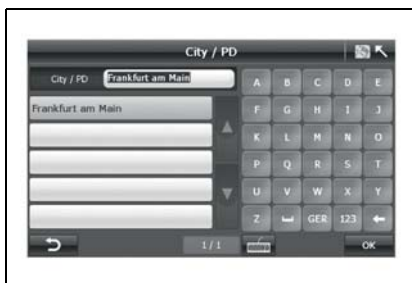 City / PD
City / PD Frankfurt am Main
Frankfurt am Main
A B C D E
F G H I J
K L M N O
P Q R S T
U V W X Y
Z GER 123
1/1 OK